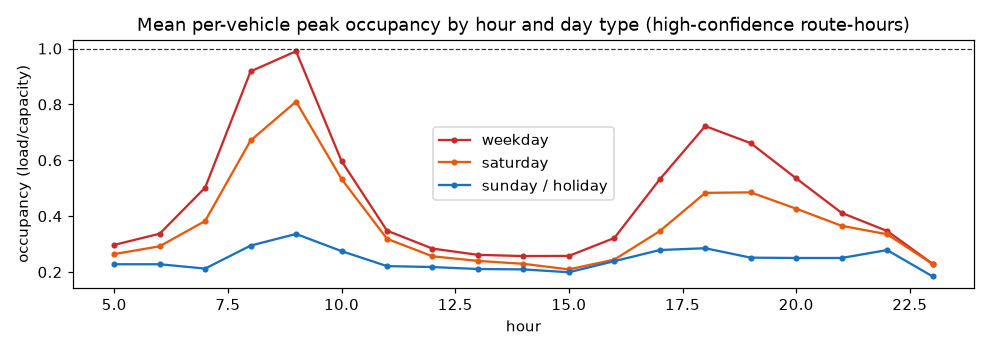 Mean per-vehicle peak occupancy by hour and day type (high-confidence route-hours)
occupancy (load/capacity)
1.0
0.8
0.6
0.4
0.2
weekday
saturday
sunday / holiday
5.0 7.5 10.0 12.5 15.0 17.5 20.0 22.5
hour